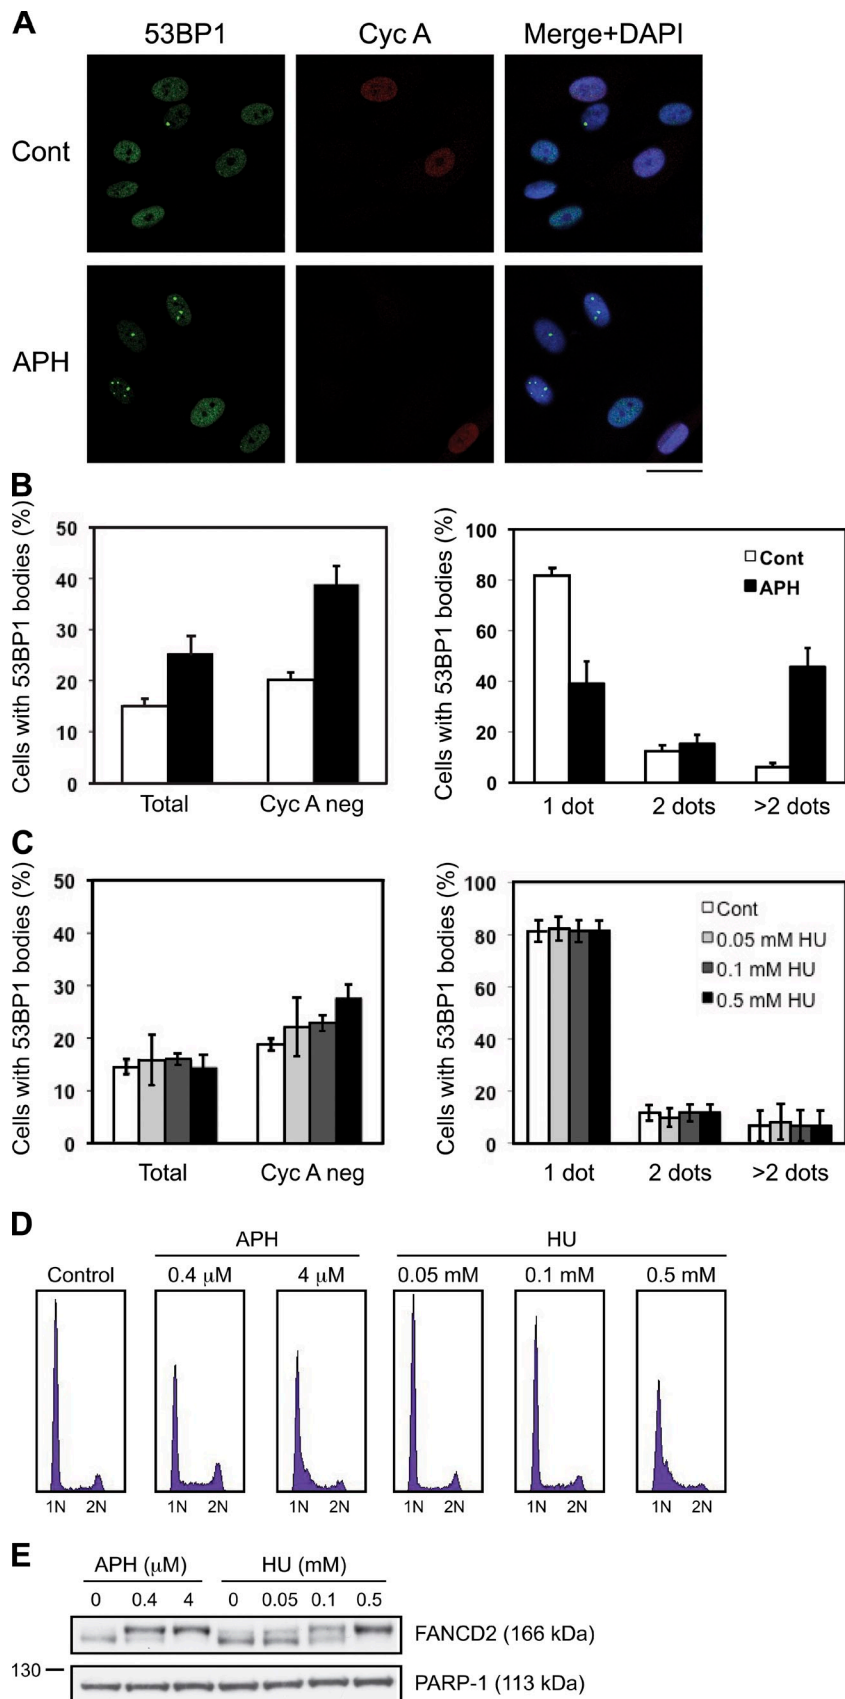 A
53BP1 Cyc A Merge+DAPI
Cont
APH
B
Cells with 53BP1 bodies (%)
50
40
30
20
10
0
Total Cyc A neg
Cells with 53BP1 bodies (%)
100
80
60
40
20
0
Cont
APH
1 dot 2 dots >2 dots
C
Cells with 53BP1 bodies (%)
50
40
30
20
10
0
Total Cyc A neg
Cells with 53BP1 bodies (%)
100
80
60
40
20
0
Cont
0.05 mM HU
0.1 mM HU
0.5 mM HU
1 dot 2 dots >2 dots
D
APH HU
Control 0.4 μM 4 μM 0.05 mM 0.1 mM 0.5 mM
1N 2N 1N 2N 1N 2N 1N 2N 1N 2N 1N 2N
E
APH (μM) HU (mM)
0 0.4 4 0 0.05 0.1 0.5
FANCD2 (166 kDa)
130
PARP-1 (113 kDa)